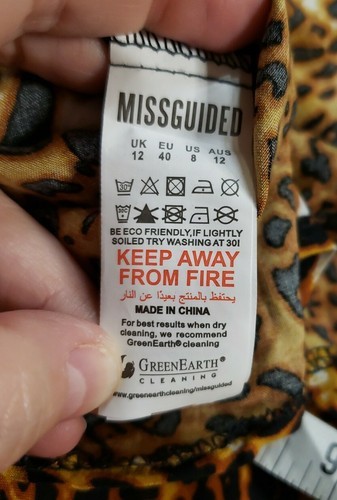 MISSGUIDED
UK EU US AUS
12 40 8 12
BE ECO FRIENDLY,IF LIGHTLY
SOILED TRY WASHING AT 30!
KEEP AWAY
FROM FIRE
يحتفظ بالمنتج بعيدًا عن النار
MADE IN CHINA
For best results when dry
cleaning, we recommend
GreenEarth® cleaning
GREENEARTH®
CLEANING
www.greenearthcleaning/missguided
9